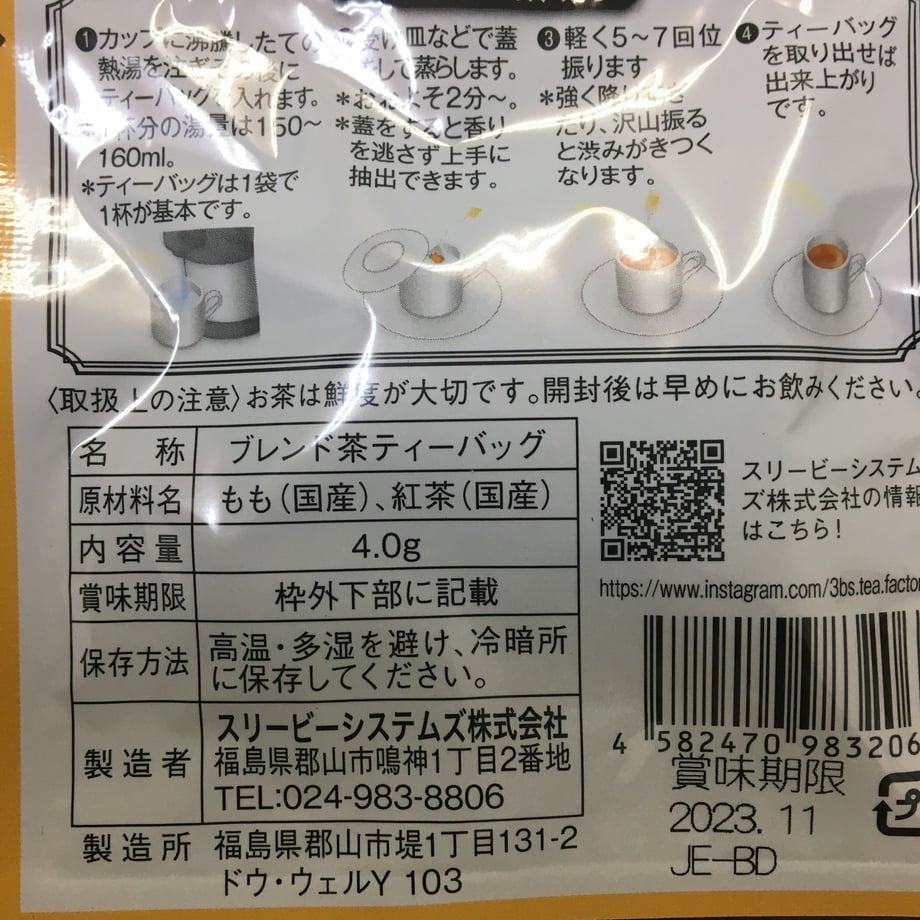 ❶カップに沸騰したての
熱湯を注ぎこの後に
ティーバッグを入れます。
1杯分の湯量は150〜
160ml。
*ティーバッグは1袋で
1杯が基本です。
受け皿などで蓋
をして蒸らします。
*おおよそ2分〜。
*蓋をすると香り
を逃さず上手に
抽出できます。
❸軽く5〜7回位
振ります
*強く
たり、沢山振る
と渋みがきつく
なります。
❹ティーバッグ
を取り出せば
出来上がり
です。
〈取扱上の注意〉お茶は鮮度が大切です。開封後は早めにお飲みください。
名称 ブレンド茶ティーバッグ
原材料名 もも(国産)、紅茶(国産)
内容量 4.0g
賞味期限 枠外下部に記載
保存方法 高温・多湿を避け、冷暗所
に保存してください。
製造者 スリービーシステムズ株式会社
福島県郡山市鳴神1丁目2番地
TEL:024-983-8806
製造所 福島県郡山市堤1丁目131-2
ドウ・ウェルY 103
スリービーシステム
ズ株式会社の情報
はこちら!
https://www.instagram.com/3bs.tea.factor
4 582470 983206
賞味期限
2023. 11
JE-BD
プ